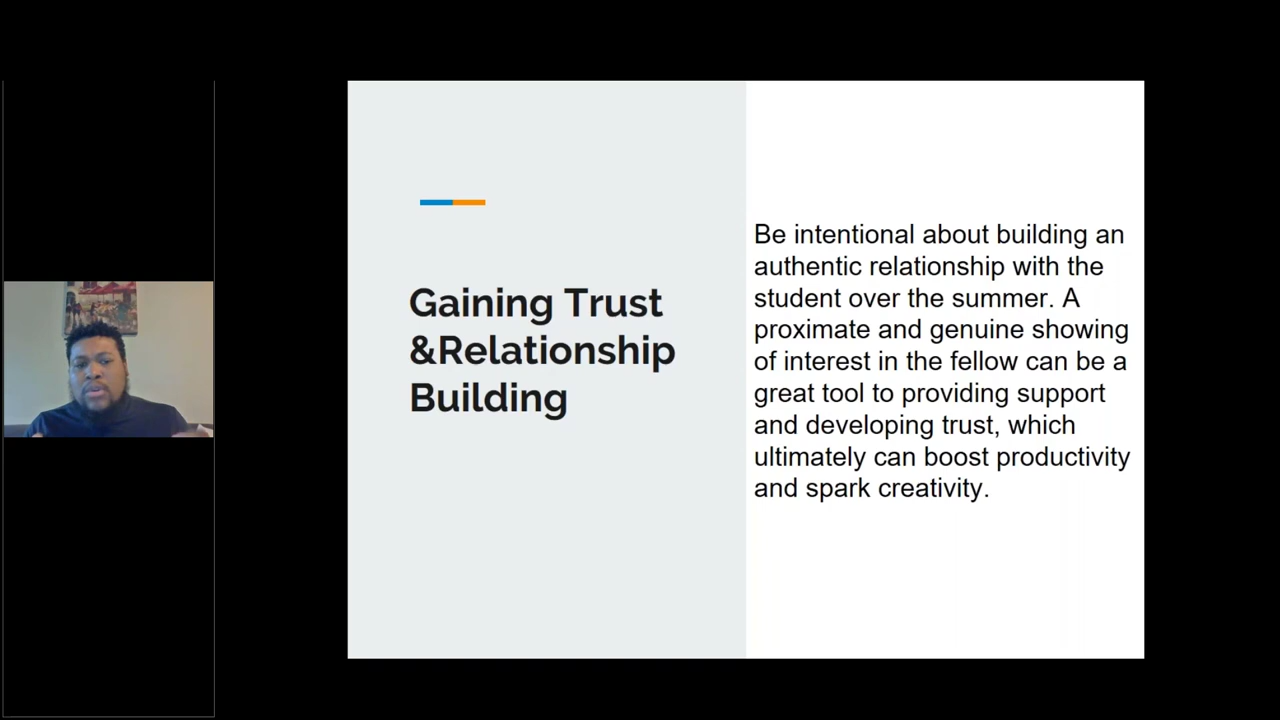 Gaining Trust
&Relationship
Building
Be intentional about building an
authentic relationship with the
student over the summer. A
proximate and genuine showing
of interest in the fellow can be a
great tool to providing support
and developing trust, which
ultimately can boost productivity
and spark creativity.